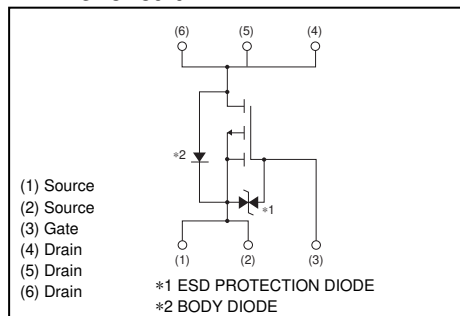 (6) (5) (4)
*2
*1
(1) Source
(2) Source
(3) Gate
(4) Drain
(5) Drain
(6) Drain
(1) (2) (3)
*1 ESD PROTECTION DIODE
*2 BODY DIODE